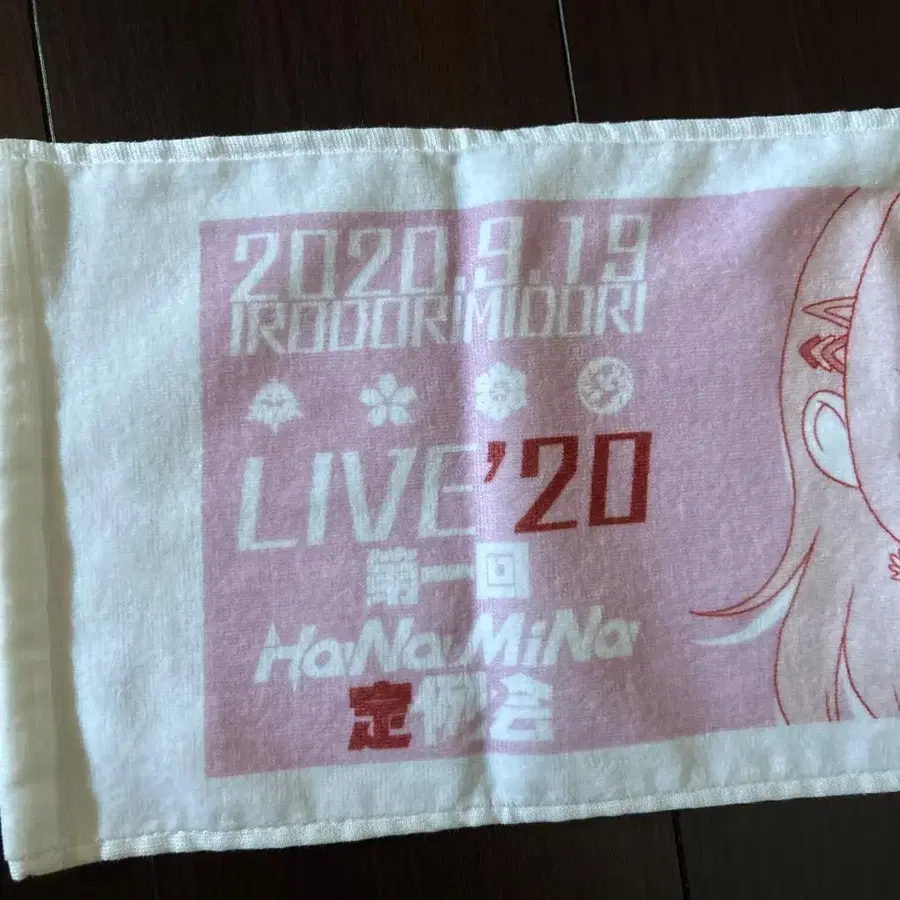 2020.9.19
IRODORIMIDORI
LIVE'20
第一回
HaNaMiNa
定例会